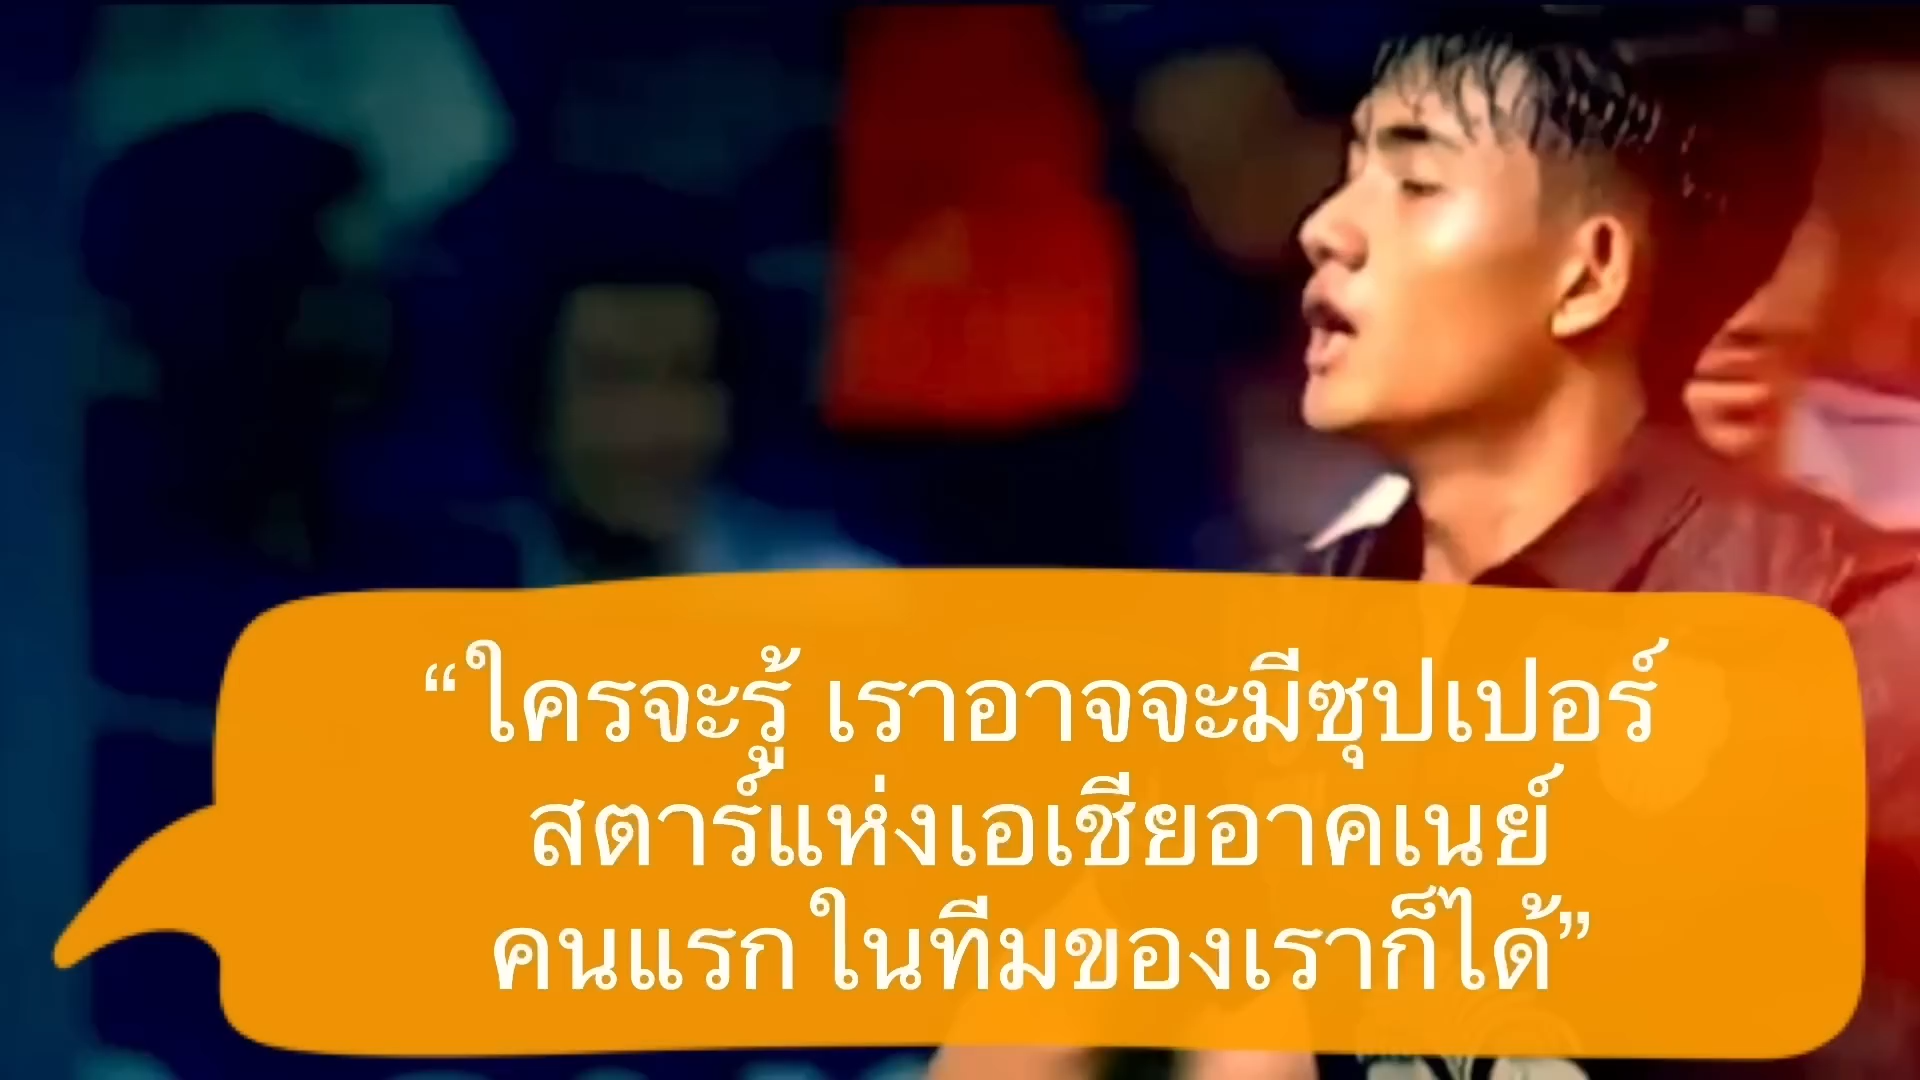 “ใครจะรู้ เราอาจจะมีซุปเปอร์
สตาร์แห่งเอเชียอาคเนย์
คนแรก ในทีมของเราก็ได้”